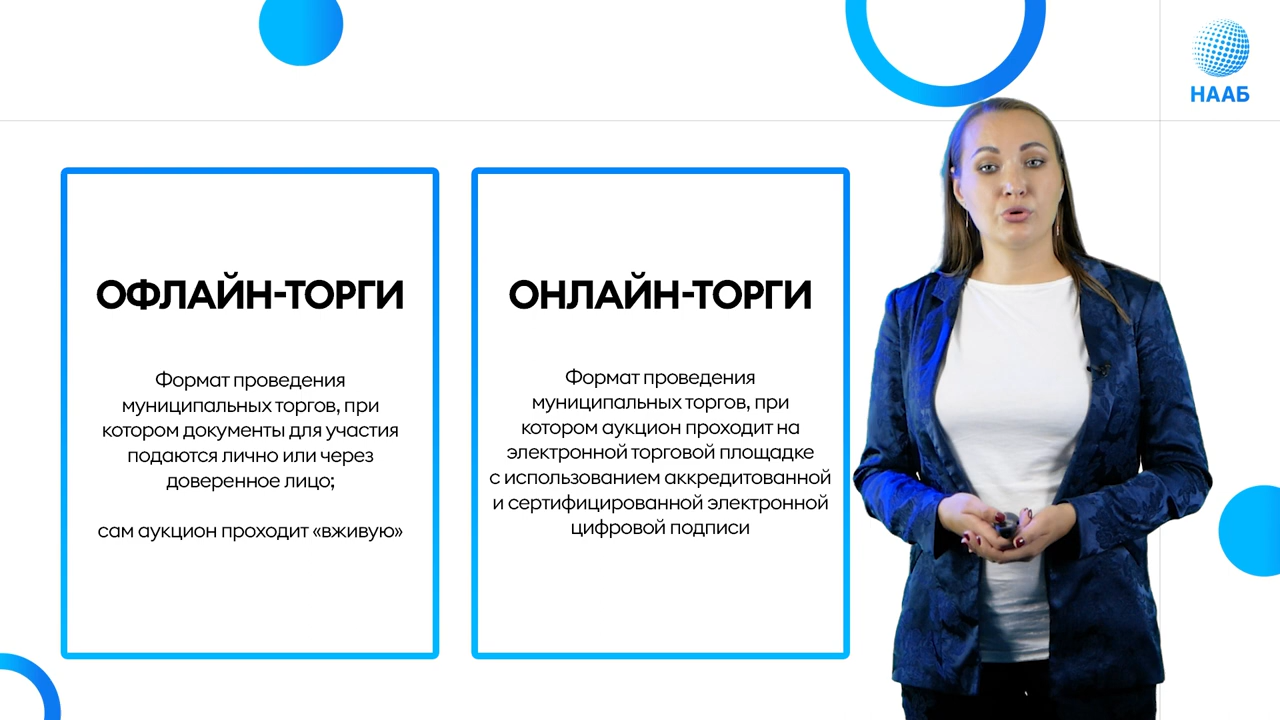 НААБ
ОФЛАЙН-ТОРГИ
Формат проведения
муниципальных торгов, при
котором документы для участия
подаются лично или через
доверенное лицо;
сам аукцион проходит «вживую»
ОНЛАЙН-ТОРГИ
Формат проведения
муниципальных торгов, при
котором аукцион проходит на
электронной торговой площадке
с использованием аккредитованной
и сертифицированной электронной
цифровой подписи